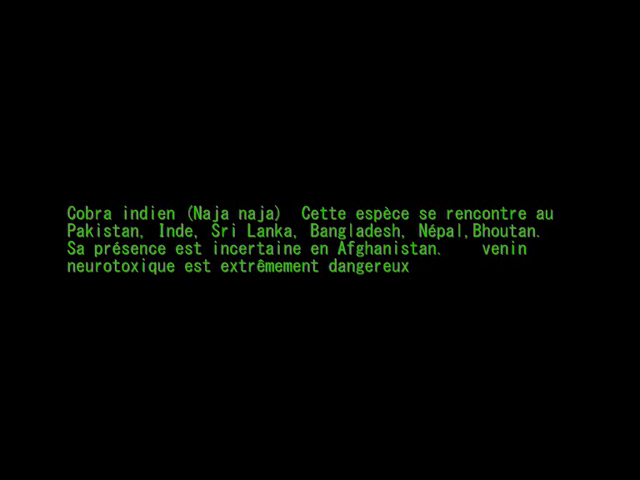 Cobra indien (Naja naja)  Cette espèce se rencontre au
Pakistan, Inde, Sri Lanka, Bangladesh, Népal,Bhoutan.
Sa présence est incertaine en Afghanistan.    venin
neurotoxique est extrêmement dangereux